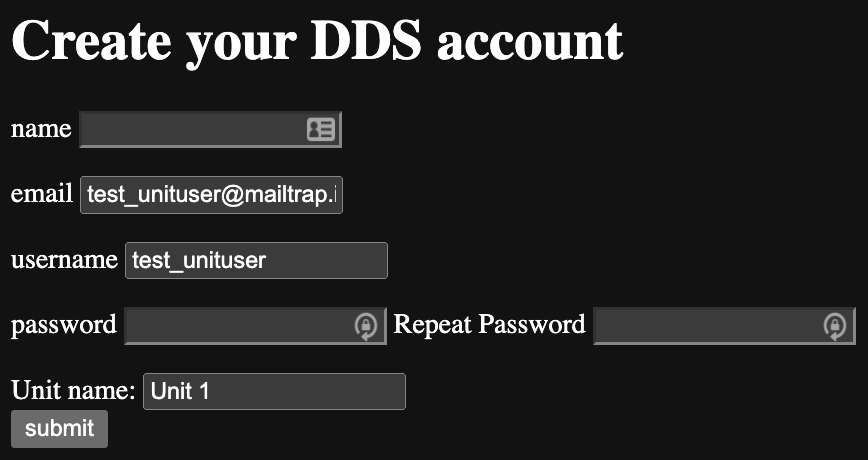 Create your DDS account
name
email test_unituser@mailtrap.i
username test_unituser
password Repeat Password
Unit name: Unit 1
submit